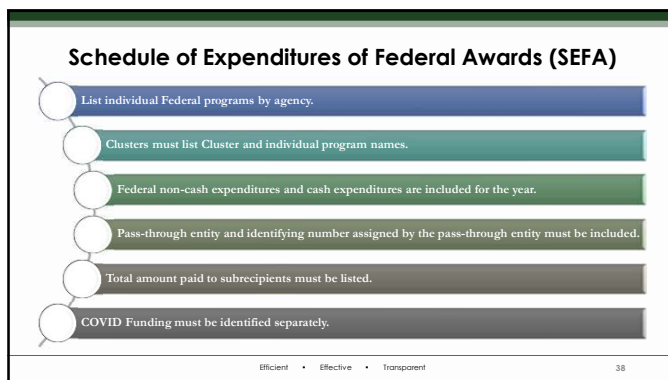 Schedule of Expenditures of Federal Awards (SEFA)
List individual Federal programs by agency.
Clusters must list Cluster and individual program names.
Federal non-cash expenditures and cash expenditures are included for the year.
Pass-through entity and identifying number assigned by the pass-through entity must be included.
Total amount paid to subrecipients must be listed.
COVID Funding must be identified separately.
Efficient • Effective • Transparent 38